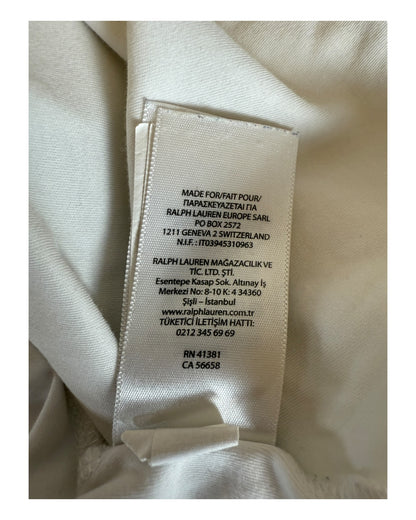 MADE FOR/FAIT POUR/
ΠΑΡΑΣΚΕΥΑΖΕΤΑΙ ΓΙΑ
RALPH LAUREN EUROPE SARL
PO BOX 2572
1211 GENEVA 2 SWITZERLAND
N.I.F. : IT03945310963
RALPH LAUREN MAĞAZACILIK VE
TİC. LTD. ŞTİ.
Esentepe Kasap Sok. Altınay İş
Merkezi No: 8-10 K: 4 34360
Şişli – İstanbul
www.ralphlauren.com.tr
TÜKETİCİ İLETİŞİM HATTI:
0212 345 69 69
RN 41381
CA 56658